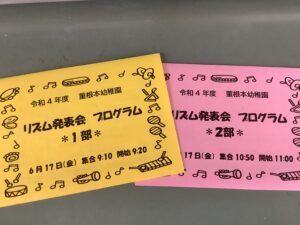 令和4年度 菫根本幼稚園
リズム発表会 プログラム
＊1部＊
6月17日(金) 集合 9:10 開始 9:20
令和4年度 菫根本幼稚園
リズム発表会 プログラム
＊2部＊
17日(金) 集合 10:50 開始 11:00